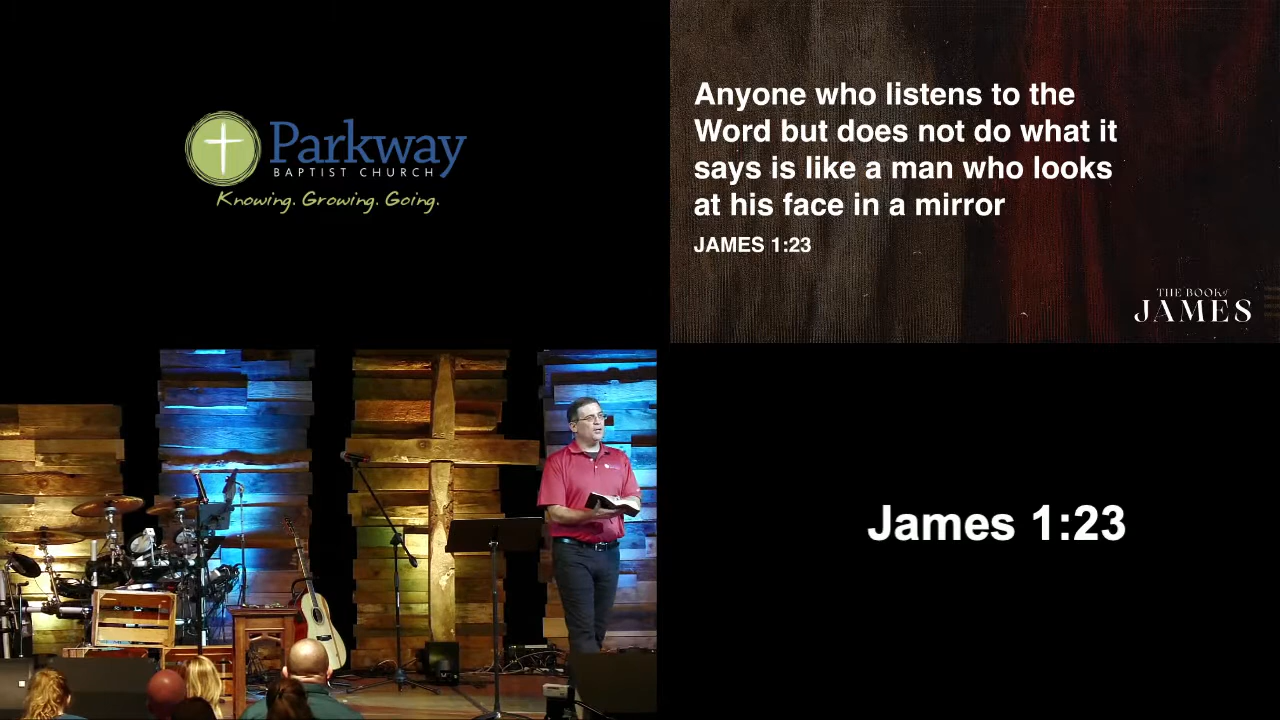 Parkway
BAPTIST CHURCH
Knowing. Growing. Going.
Anyone who listens to the
Word but does not do what it
says is like a man who looks
at his face in a mirror
JAMES 1:23
THE BOOK of
JAMES
James 1:23